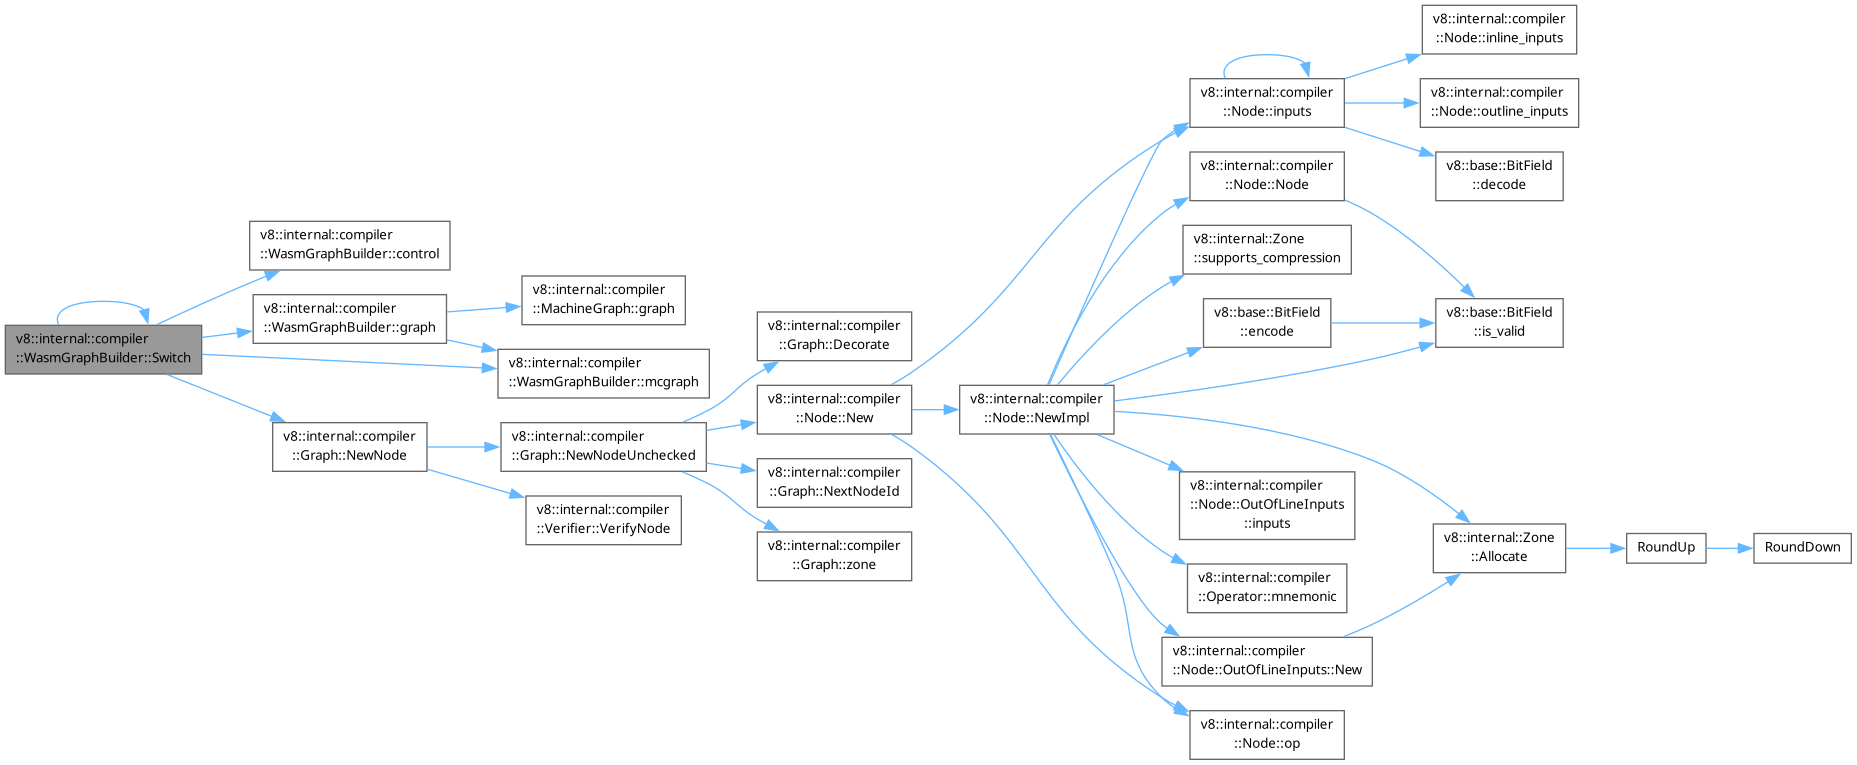 v8::internal::compiler
::WasmGraphBuilder::Switch
v8::internal::compiler
::WasmGraphBuilder::control
v8::internal::compiler
::WasmGraphBuilder::graph
v8::internal::compiler
::MachineGraph::graph
v8::internal::compiler
::WasmGraphBuilder::mcgraph
v8::internal::compiler
::Graph::NewNode
v8::internal::compiler
::Graph::NewNodeUnchecked
v8::internal::compiler
::Verifier::VerifyNode
v8::internal::compiler
::Graph::Decorate
v8::internal::compiler
::Node::New
v8::internal::compiler
::Graph::NextNodeId
v8::internal::compiler
::Graph::zone
v8::internal::compiler
::Node::NewImpl
v8::internal::compiler
::Node::inputs
v8::internal::compiler
::Node::inline_inputs
v8::internal::compiler
::Node::outline_inputs
v8::base::BitField
::decode
v8::internal::compiler
::Node::Node
v8::internal::Zone
::supports_compression
v8::base::BitField
::encode
v8::base::BitField
::is_valid
v8::internal::compiler
::Node::OutOfLineInputs
::inputs
v8::internal::compiler
::Operator::mnemonic
v8::internal::compiler
::Node::OutOfLineInputs::New
v8::internal::compiler
::Node::op
v8::internal::Zone
::Allocate
RoundUp
RoundDown